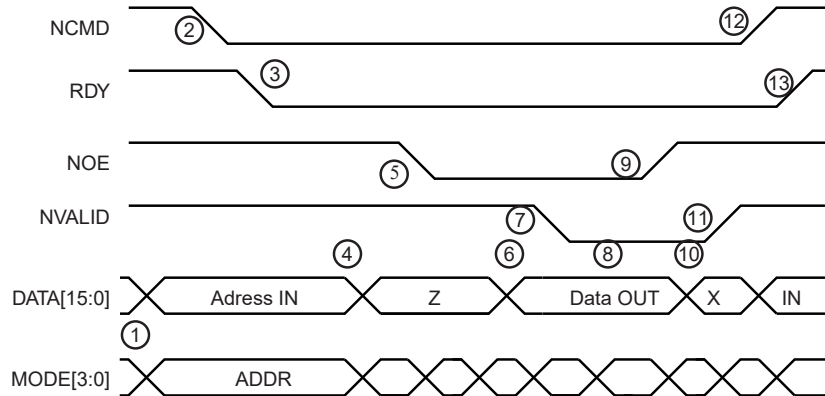 NCMD ② ⑫
RDY ③ ⑬
NOE ⑤ ⑨
NVALID ⑦ ⑪
④ ⑥ ⑧ ⑩
DATA[15:0] Adress IN Z Data OUT X IN
①
MODE[3:0] ADDR